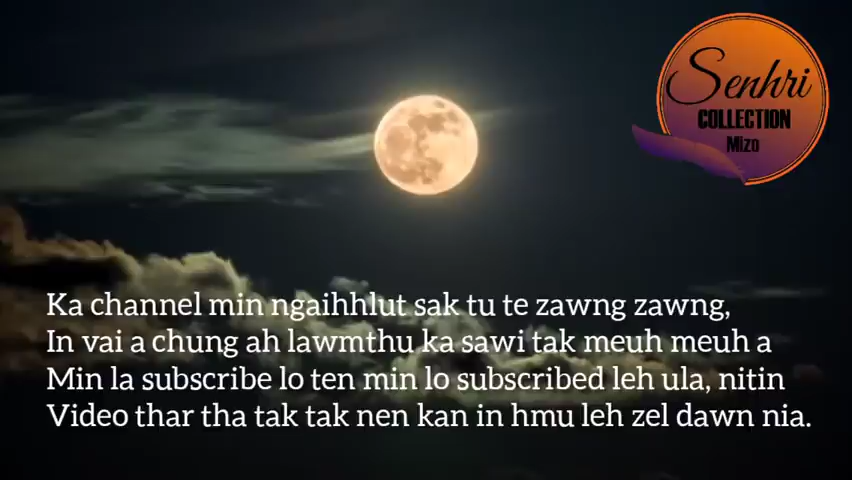 Senhri
COLLECTION
Mizo
Ka channel min ngaihhlut sak tu te zawng zawng,
In vai a chung ah lawmthu ka sawi tak meuh meuh a
Min la subscribe lo ten min lo subscribed leh ula, nitin
Video thar tha tak tak nen kan in hmu leh zel dawn nia.